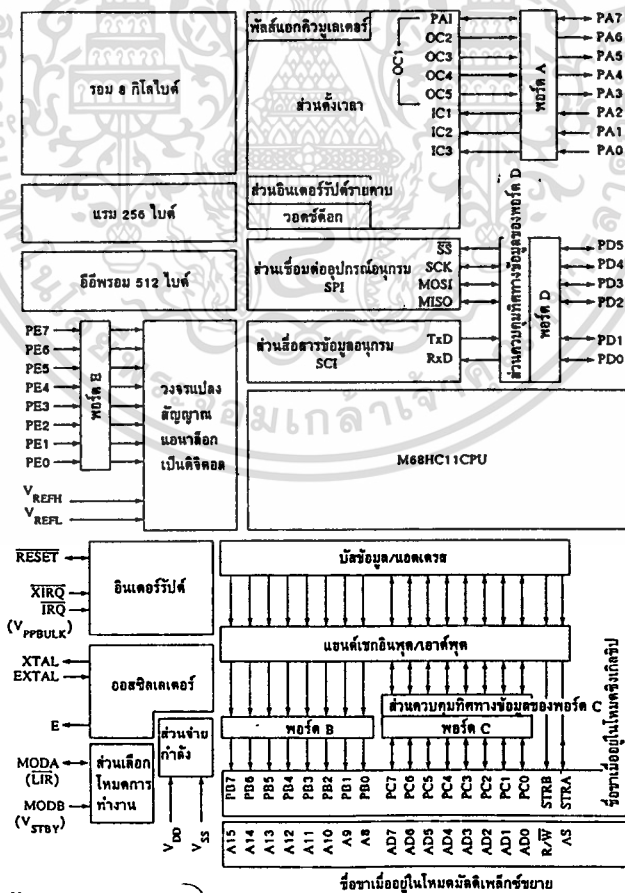 พัลส์แอกคิวมูเลเตอร์
รอม 8 กิโลไบต์
ส่วนตั้งเวลา
OC1
PAI
OC2
OC3
OC4
OC5
IC1
IC2
IC3
พอร์ต A
PA7
PA6
PA5
PA4
PA3
PA2
PA1
PA0
ส่วนอินเตอร์รัปต์รายคาบ
วอตช์ด็อก
แรม 256 ไบต์
อีอีพรอม 512 ไบต์
ส่วนเชื่อมต่ออุปกรณ์อนุกรม
SPI
SS
SCK
MOSI
MISO
ส่วนสื่อสารข้อมูลอนุกรม
SCI
TxD
RxD
ส่วนควบคุมทิศทางข้อมูลของพอร์ต D
พอร์ต D
PD5
PD4
PD3
PD2
PD1
PD0
PE7
PE6
PE5
PE4
PE3
PE2
PE1
PE0
พอร์ต E
VREFH
VREFL
วงจรแปลง
สัญญาณ
แอนาลอก
เป็นดิจิตอล
M68HC11CPU
RESET
XIRQ
IRQ
(VPPBULK)
อินเตอร์รัปต์
XTAL
EXTAL
E
ออสซิลเลเตอร์
MODA
(LIR)
MODB
(VSTBY)
ส่วนเลือก
โหมดการ
ทำงาน
ส่วนจ่าย
กำลัง
VDD
VSS
บัสข้อมูล/แอดเดรส
แฮนด์เชกอินพุต/เอาต์พุต
ส่วนควบคุมทิศทางข้อมูลของพอร์ต C
พอร์ต B
พอร์ต C
PB7 PB6 PB5 PB4 PB3 PB2 PB1 PB0 PC7 PC6 PC5 PC4 PC3 PC2 PC1 PC0 STRB STRA
A15 A14 A13 A12 A11 A10 A9 A8 AD7 AD6 AD5 AD4 AD3 AD2 AD1 AD0 R/W AS
ชื่อขาเมื่ออยู่ในโหมดซิงเกิลชิป
ชื่อขาเมื่ออยู่ในโหมดมัลติเพล็กซ์ขยาย